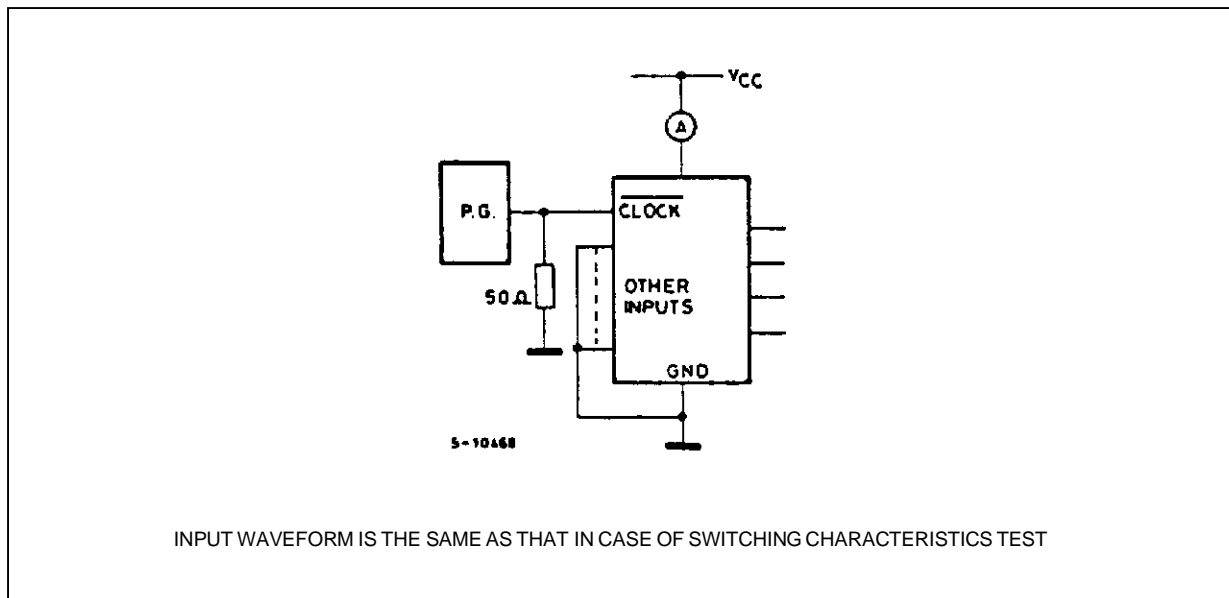 VCC
A
P.G.
CLOCK
50Ω
OTHER
INPUTS
GND
S-10468
INPUT WAVEFORM IS THE SAME AS THAT IN CASE OF SWITCHING CHARACTERISTICS TEST